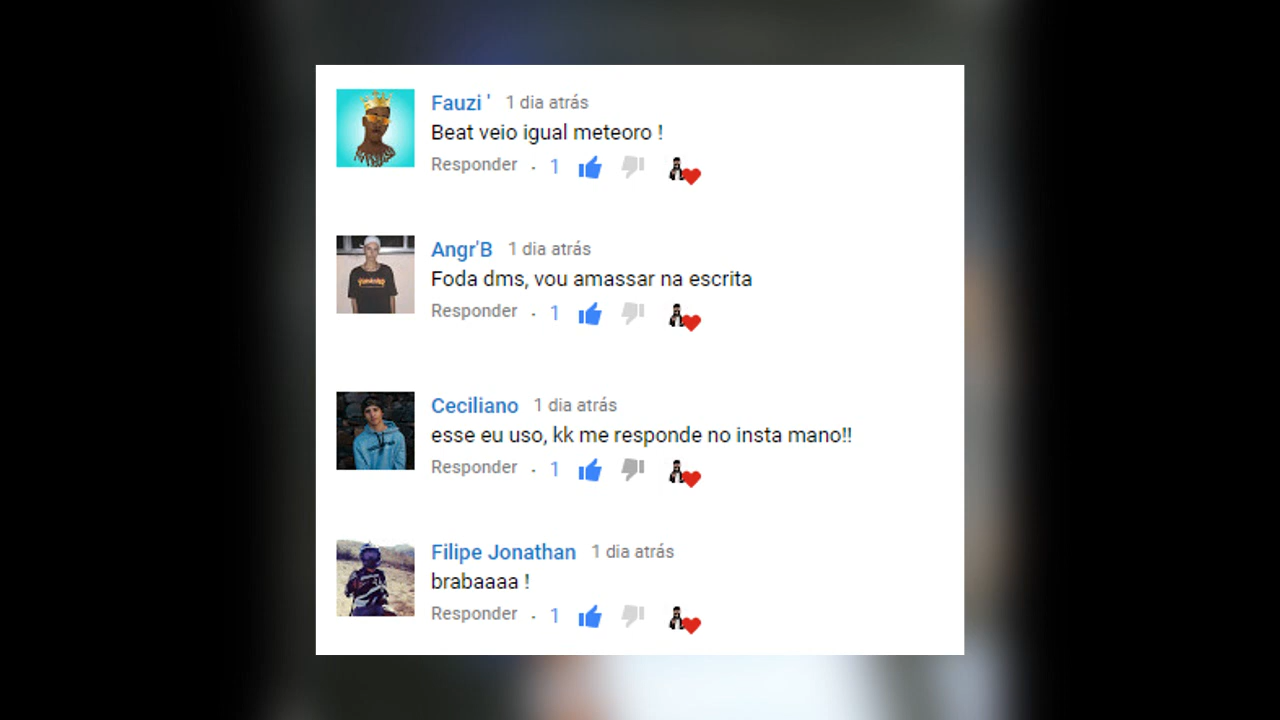 Fauzi ' 1 dia atrás
Beat veio igual meteoro !
Responder . 1
Angr'B 1 dia atrás
Foda dms, vou amassar na escrita
Responder . 1
Ceciliano 1 dia atrás
esse eu uso, kk me responde no insta mano!!
Responder . 1
Filipe Jonathan 1 dia atrás
brabaaaa !
Responder . 1